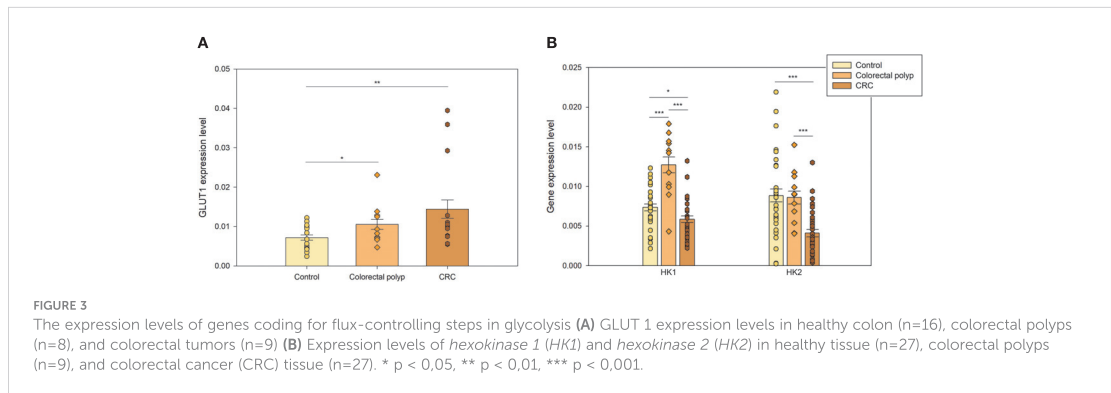 A
B
0.05
0.04
0.03
0.02
0.01
0.00
GLUT1 expression level
**
*
Control
Colorectal polyp
CRC
Control
Colorectal polyp
CRC
0.025
0.020
0.015
0.010
0.005
0.000
Gene expression level
*
***
***
***
***
HK1
HK2
FIGURE 3
The expression levels of genes coding for flux-controlling steps in glycolysis (A) GLUT 1 expression levels in healthy colon (n=16), colorectal polyps
(n=8), and colorectal tumors (n=9) (B) Expression levels of hexokinase 1 (HK1) and hexokinase 2 (HK2) in healthy tissue (n=27), colorectal polyps
(n=9), and colorectal cancer (CRC) tissue (n=27). * p < 0,05, ** p < 0,01, *** p < 0,001.